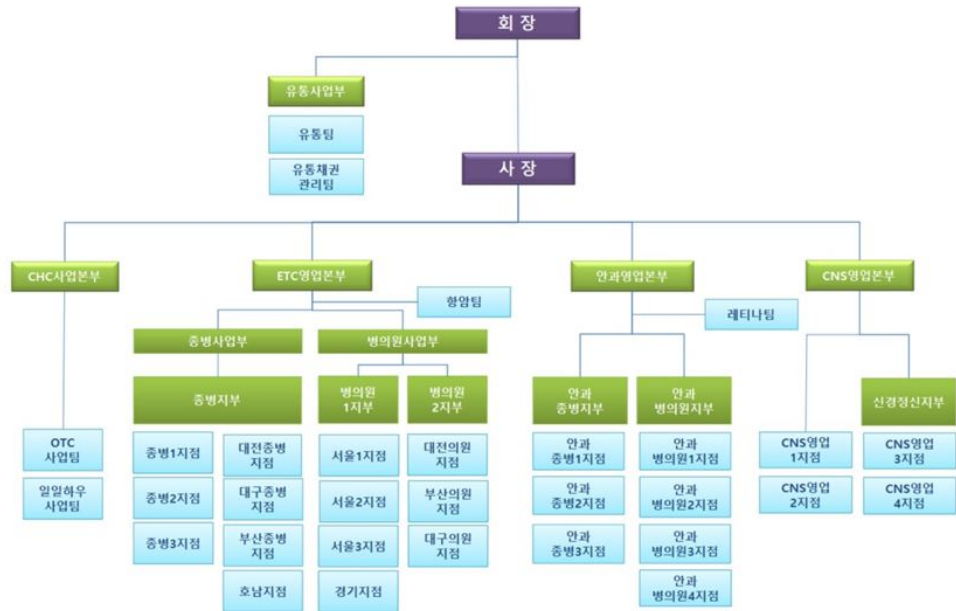 회 장
유통사업부
유통팀
유통채권
관리팀
사 장
CHC사업본부
ETC영업본부
안과영업본부
CNS영업본부
항암팀
레티나팀
종병사업부
병의원사업부
종병지부
병의원
1지부
병의원
2지부
안과
종병지부
안과
병의원지부
신경정신지부
OTC
사업팀
일일하우
사업팀
종병1지점
종병2지점
종병3지점
대전종병
지점
대구종병
지점
부산종병
지점
호남지점
서울1지점
서울2지점
서울3지점
경기지점
대전의원
지점
부산의원
지점
대구의원
지점
안과
종병1지점
안과
종병2지점
안과
종병3지점
안과
병의원1지점
안과
병의원2지점
안과
병의원3지점
안과
병의원4지점
CNS영업
1지점
CNS영업
2지점
CNS영업
3지점
CNS영업
4지점